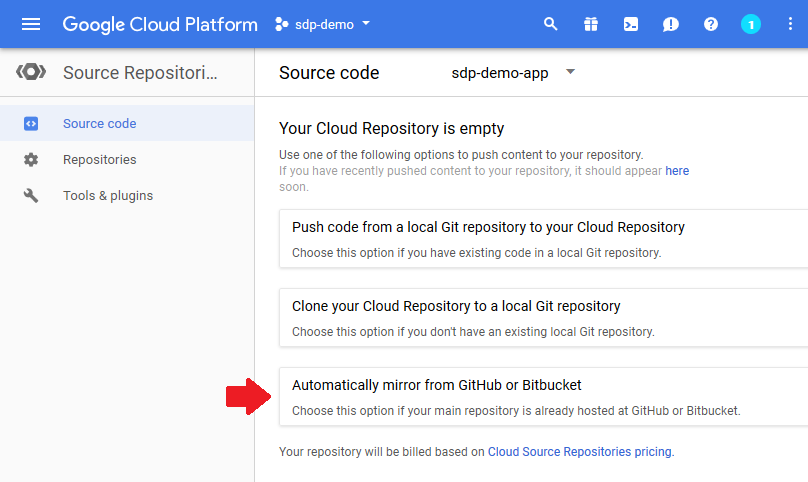 Google Cloud Platform
sdp-demo
1
Source Repositori...
Source code
sdp-demo-app
Source code
Repositories
Tools & plugins
Your Cloud Repository is empty
Use one of the following options to push content to your repository.
If you have recently pushed content to your repository, it should appear here
soon.
Push code from a local Git repository to your Cloud Repository
Choose this option if you have existing code in a local Git repository.
Clone your Cloud Repository to a local Git repository
Choose this option if you don't have an existing local Git repository.
Automatically mirror from GitHub or Bitbucket
Choose this option if your main repository is already hosted at GitHub or Bitbucket.
Your repository will be billed based on Cloud Source Repositories pricing.